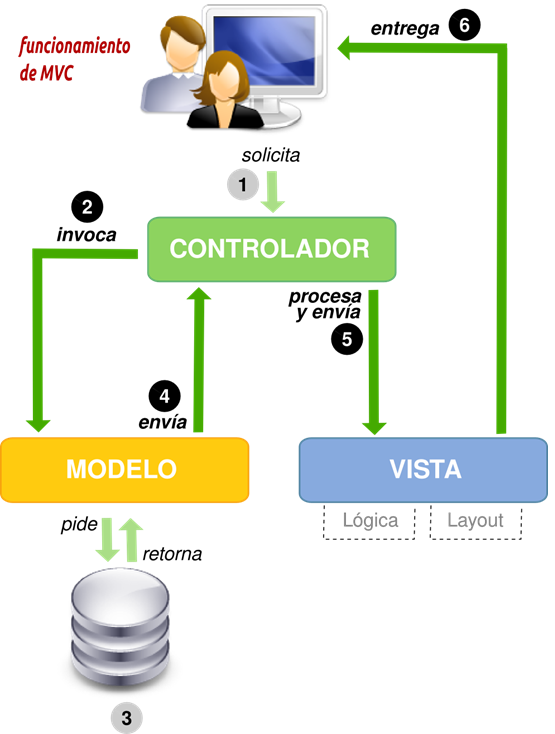 funcionamiento
de MVC
entrega 6
solicita
1
2
invoca
CONTROLADOR
procesa
y envía
5
4
envía
MODELO
VISTA
Lógica
Layout
pide
retorna
3